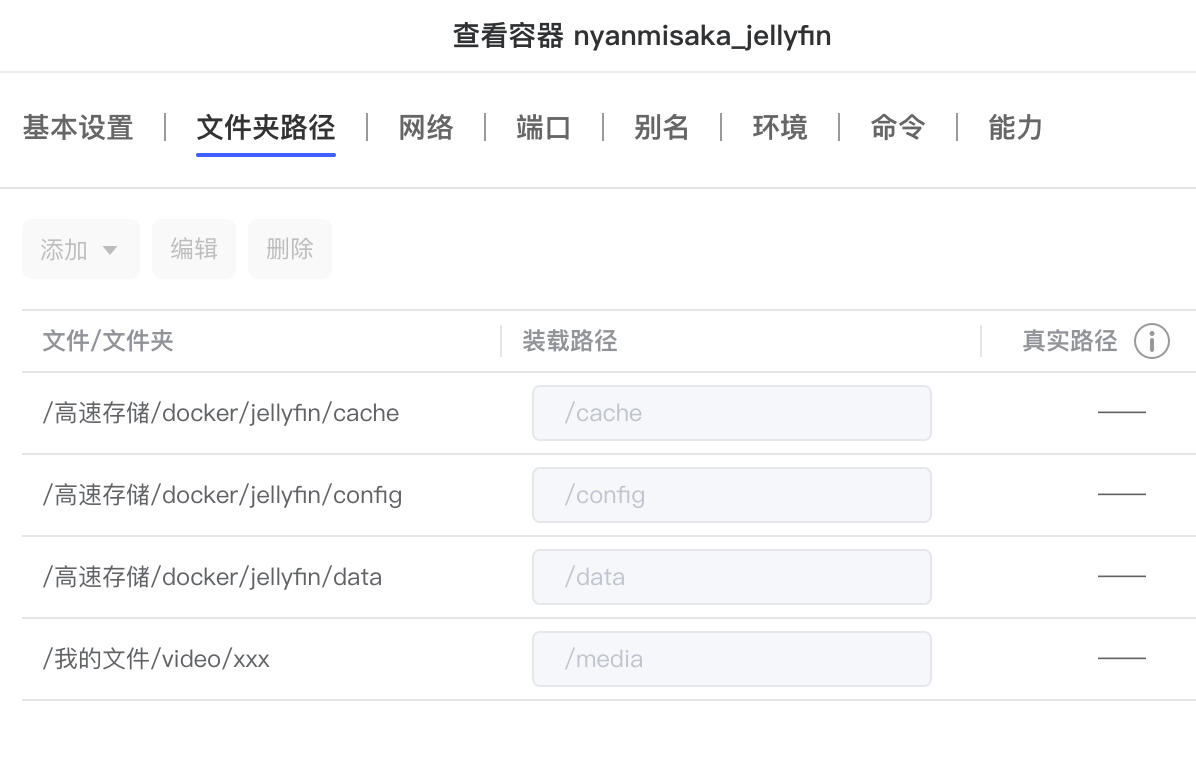 查看容器 nyanmisaka_jellyfin
基本设置 文件夹路径 网络 端口 别名 环境 命令 能力
添加 编辑 删除
文件/文件夹 装载路径 真实路径
/高速存储/docker/jellyfin/cache /cache
/高速存储/docker/jellyfin/config /config
/高速存储/docker/jellyfin/data /data
/我的文件/video/xxx /media